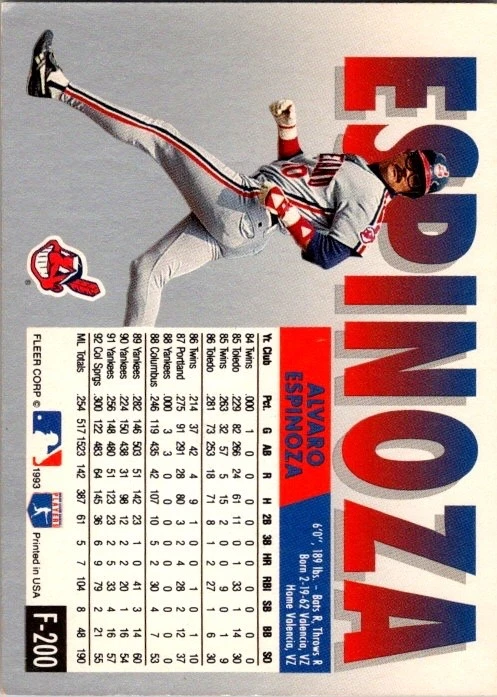 ESPINOZA
ALVARO
ESPINOZA
6'0", 189 lbs. - Bats R, Throws R
Born 2-19-62 Valencia, VZ
Home Valencia, VZ
Yr. Club Pct. G AB R H 2B 3B HR RBI SB BB SO
84 Twins .000 1 0 0 0 0 0 0 0 0 0 0
85 Toledo .229 82 266 24 61 11 0 1 33 1 14 30
85 Twins .263 32 57 5 15 2 0 0 9 0 1 9
86 Toledo .281 73 253 18 71 8 1 2 27 1 6 30
86 Twins .214 37 42 4 9 1 0 0 1 0 1 10
87 Portland .275 91 291 28 80 3 2 4 28 2 12 37
88 Yankees .000 3 3 0 0 0 0 0 0 0 0 0
88 Columbus .246 119 435 42 107 10 5 2 30 4 7 53
89 Yankees .282 146 503 51 142 23 1 0 41 3 14 60
90 Yankees .224 150 438 31 98 12 2 2 20 1 16 54
91 Yankees .256 148 480 51 123 23 2 5 33 4 16 57
92 Col Sprgs .300 122 483 64 145 36 6 9 79 2 21 55
ML Totals .254 517 1523 142 387 61 5 7 104 8 48 190
FLEER CORP © 1993 Printed in USA F-200